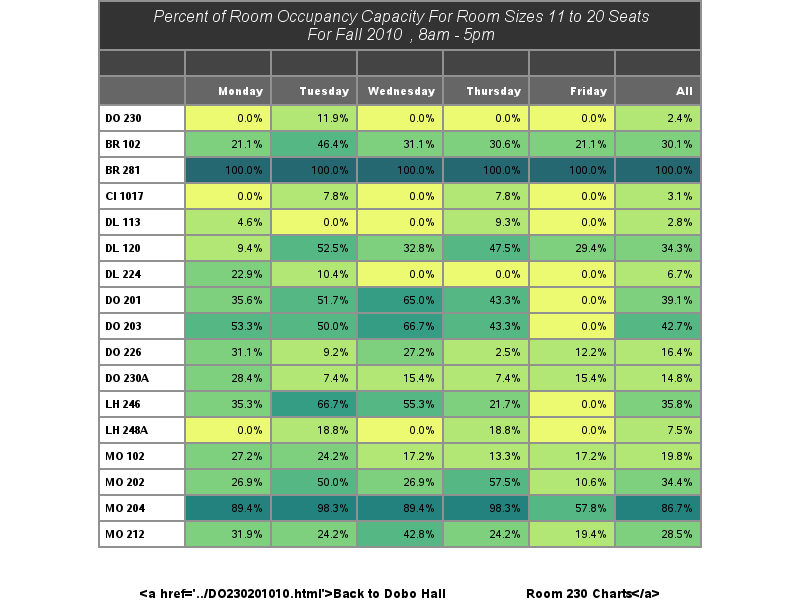 Percent of Room Occupancy Capacity For Room Sizes 11 to 20 Seats
For Fall 2010 , 8am - 5pm
Monday Tuesday Wednesday Thursday Friday All
DO 230 0.0% 11.9% 0.0% 0.0% 0.0% 2.4%
BR 102 21.1% 46.4% 31.1% 30.6% 21.1% 30.1%
BR 281 100.0% 100.0% 100.0% 100.0% 100.0% 100.0%
CI 1017 0.0% 7.8% 0.0% 7.8% 0.0% 3.1%
DL 113 4.6% 0.0% 0.0% 9.3% 0.0% 2.8%
DL 120 9.4% 52.5% 32.8% 47.5% 29.4% 34.3%
DL 224 22.9% 10.4% 0.0% 0.0% 0.0% 6.7%
DO 201 35.6% 51.7% 65.0% 43.3% 0.0% 39.1%
DO 203 53.3% 50.0% 66.7% 43.3% 0.0% 42.7%
DO 226 31.1% 9.2% 27.2% 2.5% 12.2% 16.4%
DO 230A 28.4% 7.4% 15.4% 7.4% 15.4% 14.8%
LH 246 35.3% 66.7% 55.3% 21.7% 0.0% 35.8%
LH 248A 0.0% 18.8% 0.0% 18.8% 0.0% 7.5%
MO 102 27.2% 24.2% 17.2% 13.3% 17.2% 19.8%
MO 202 26.9% 50.0% 26.9% 57.5% 10.6% 34.4%
MO 204 89.4% 98.3% 89.4% 98.3% 57.8% 86.7%
MO 212 31.9% 24.2% 42.8% 24.2% 19.4% 28.5%
<a href='../DO230201010.html'>Back to Dobo Hall Room 230 Charts</a>